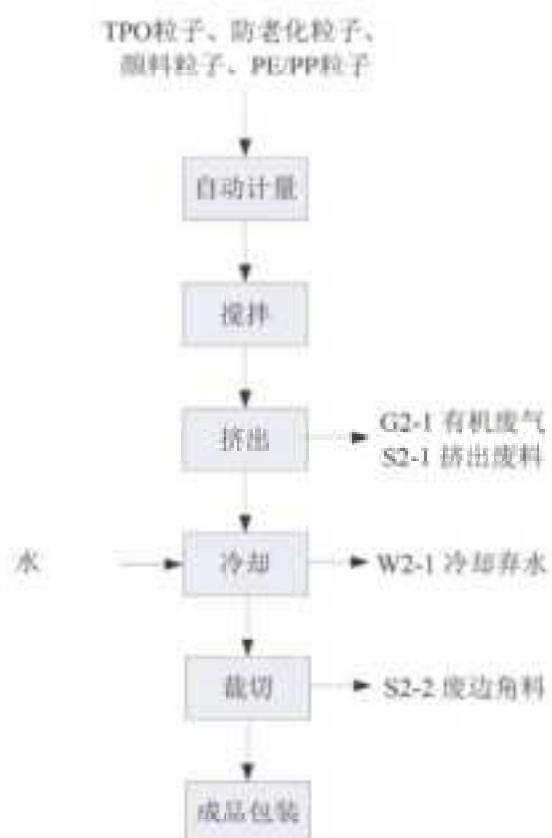 TPO粒子、防老化粒子、
颜料粒子、PE/PP粒子
自动计量
搅拌
挤出
G2-1 有机废气
S2-1 挤出废料
水
冷却
W2-1 冷却弃水
裁切
S2-2 废边角料
成品包装